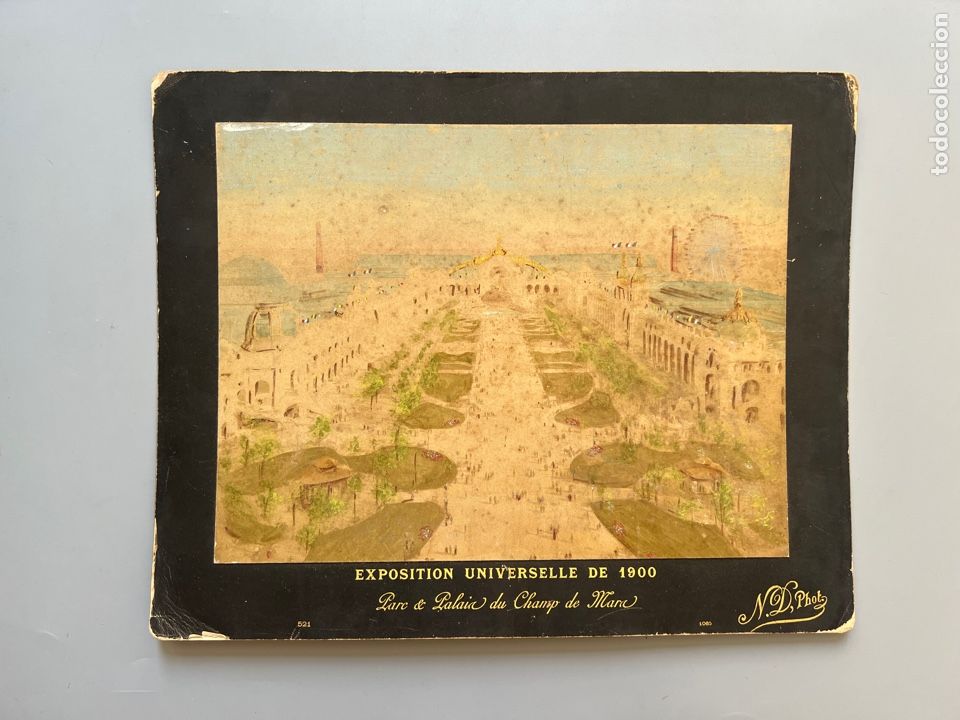 EXPOSITION UNIVERSELLE DE 1900
Parc & Palais du Champ de Mars
N.D. Phot.
521
1085
todocoleccion